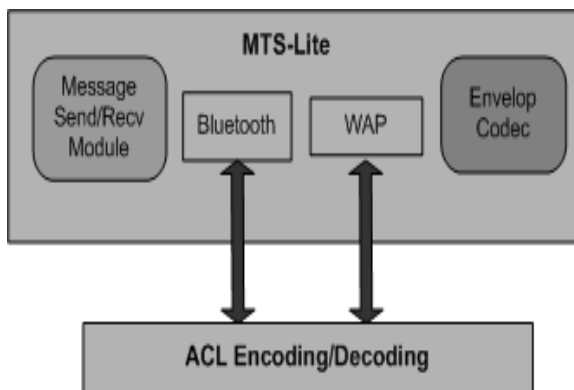 MTS-Lite
Message
Send/Recv
Module
Bluetooth
WAP
Envelop
Codec
ACL Encoding/Decoding